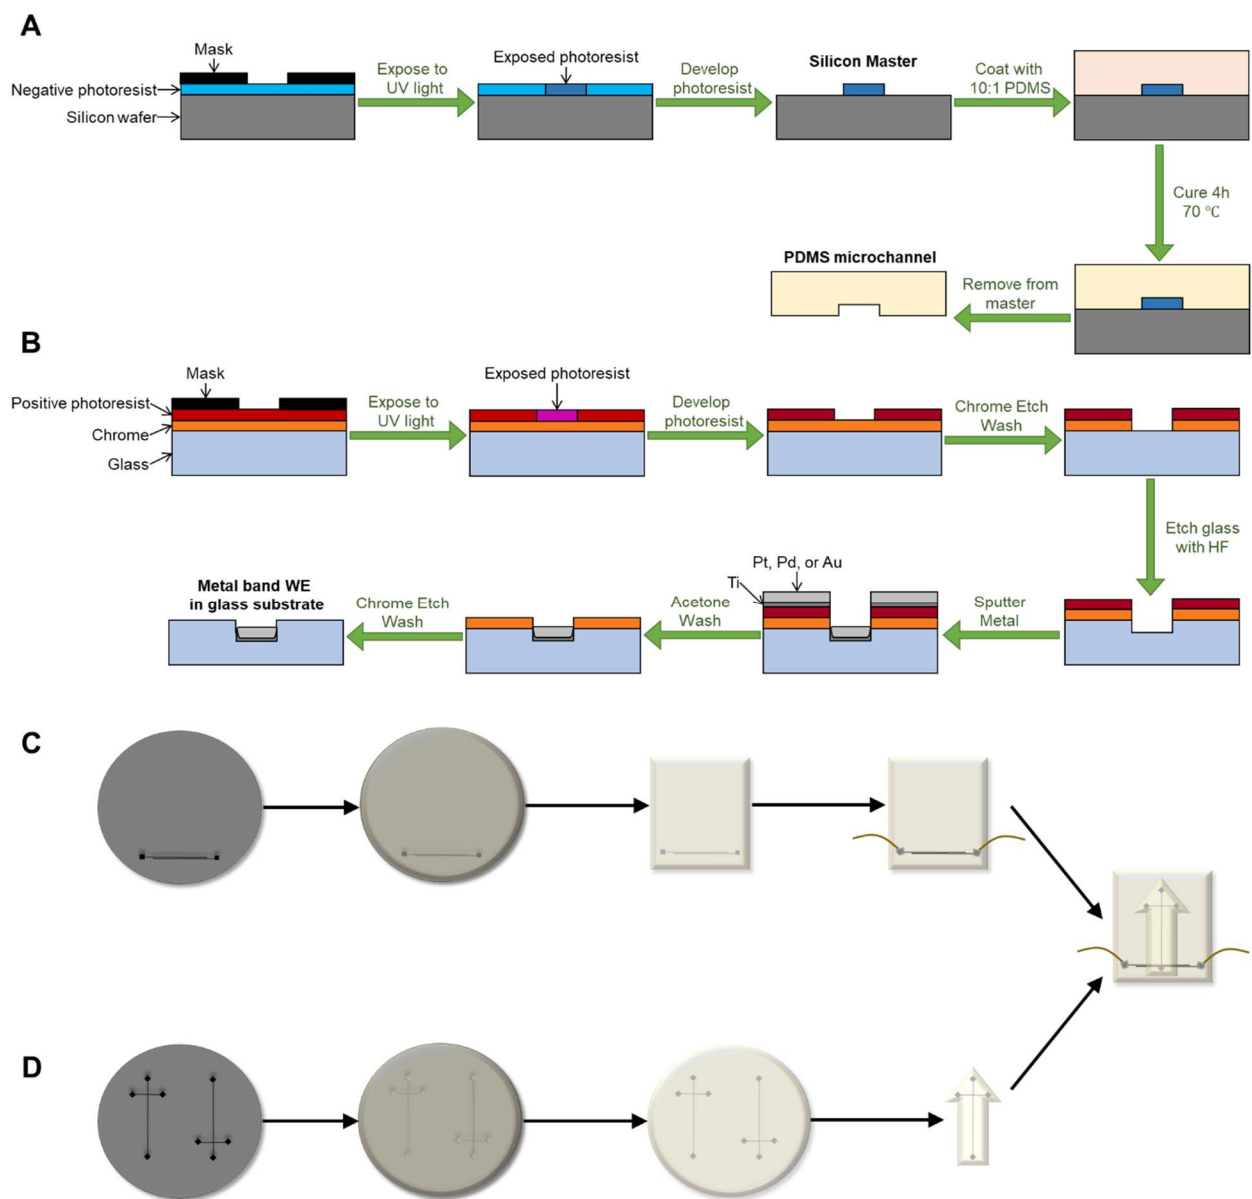 A
Mask
Negative photoresist
Silicon wafer
Expose to
UV light
Exposed photoresist
Develop
photoresist
Silicon Master
Coat with
10:1 PDMS
Cure 4h
70 °C
PDMS microchannel
Remove from
master
B
Mask
Positive photoresist
Chrome
Glass
Expose to
UV light
Exposed photoresist
Develop
photoresist
Chrome Etch
Wash
Etch glass
with HF
Metal band WE
in glass substrate
Chrome Etch
Wash
Acetone
Wash
Pt, Pd, or Au
Ti
Sputter
Metal
C
D